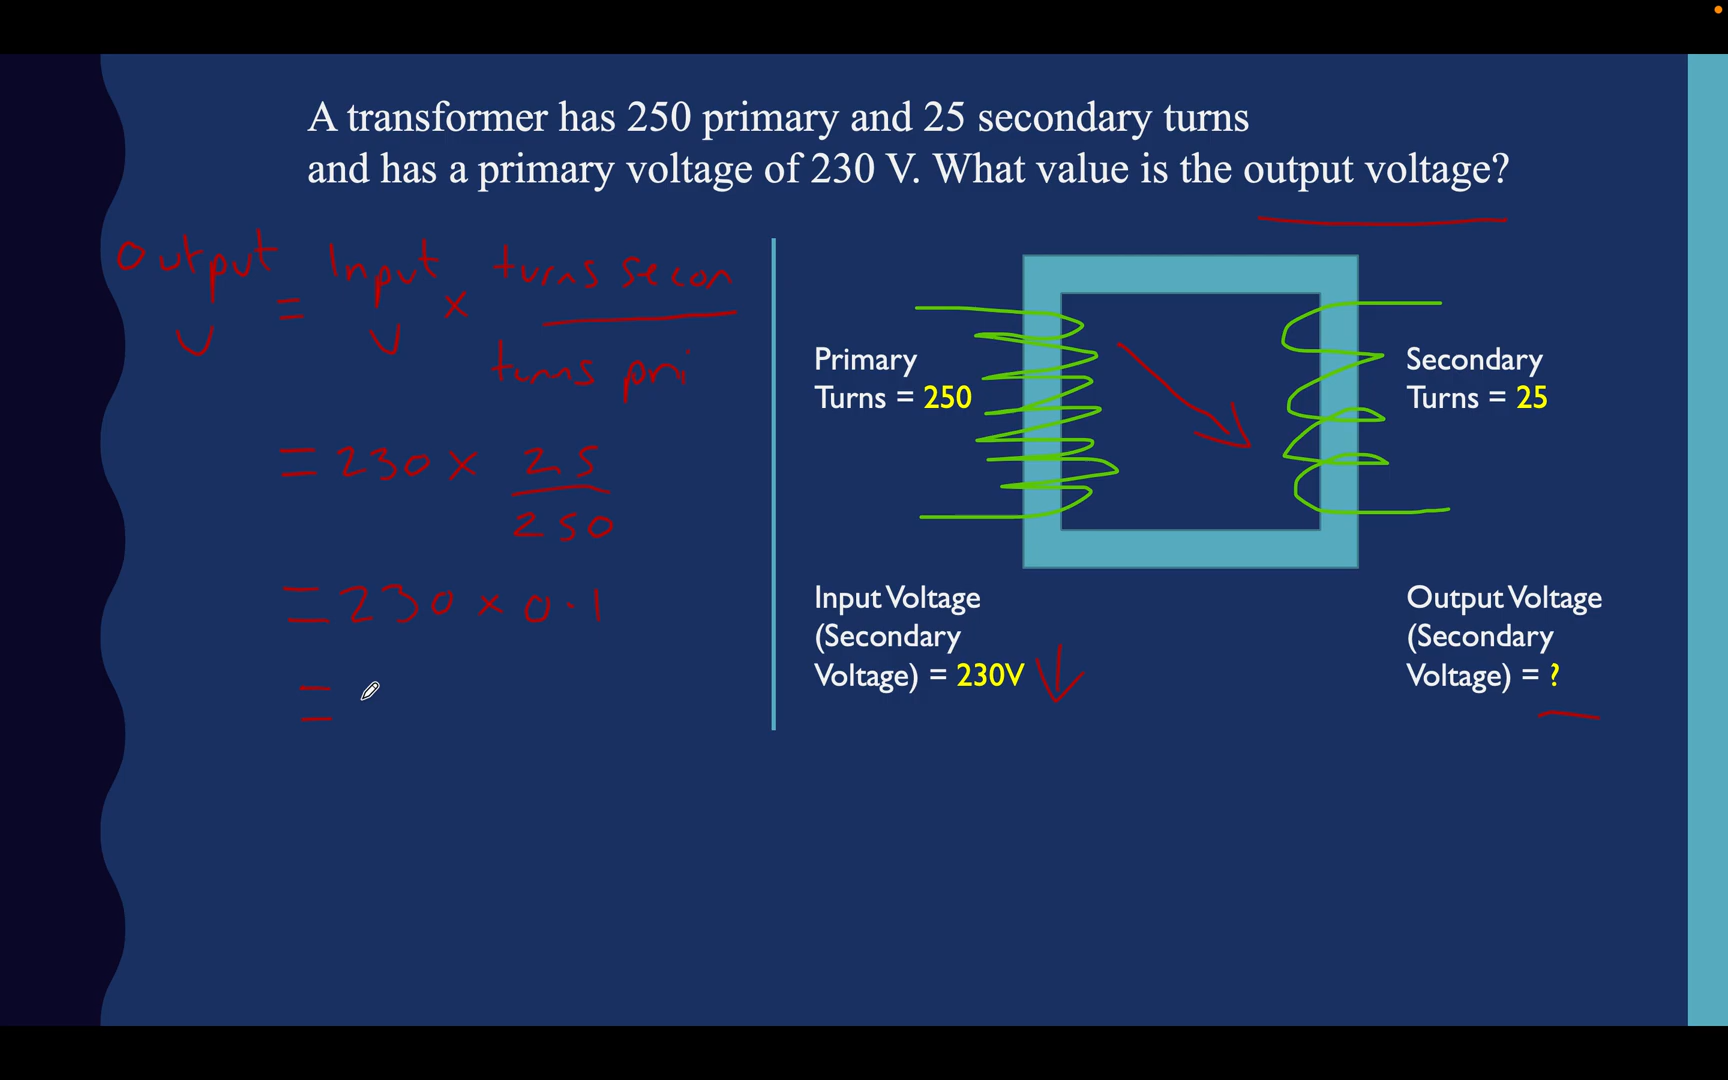 A transformer has 250 primary and 25 secondary turns
and has a primary voltage of 230 V. What value is the output voltage?
Output V = Input V × turns secon
turns pri
= 230 × 25
250
= 230 × 0.1
=
Primary
Turns = 250
Secondary
Turns = 25
Input Voltage
(Secondary
Voltage) = 230V
Output Voltage
(Secondary
Voltage) = ?